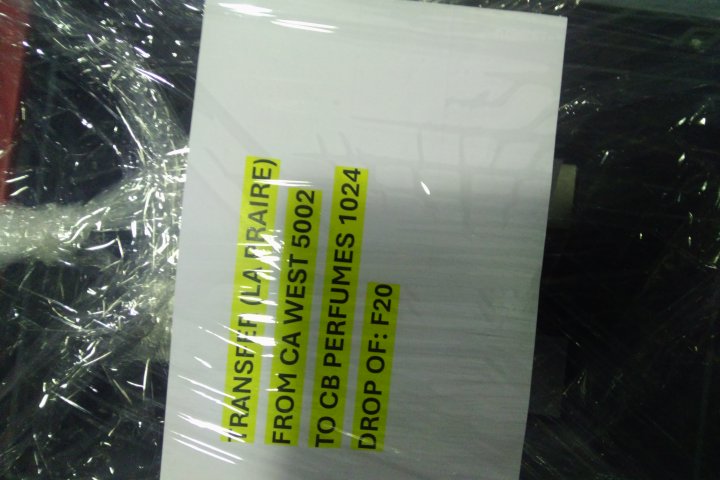 TRANSFER (LA PRAIRE)
FROM CA WEST 5002
TO CB PERFUMES 1024
DROP OF: F20